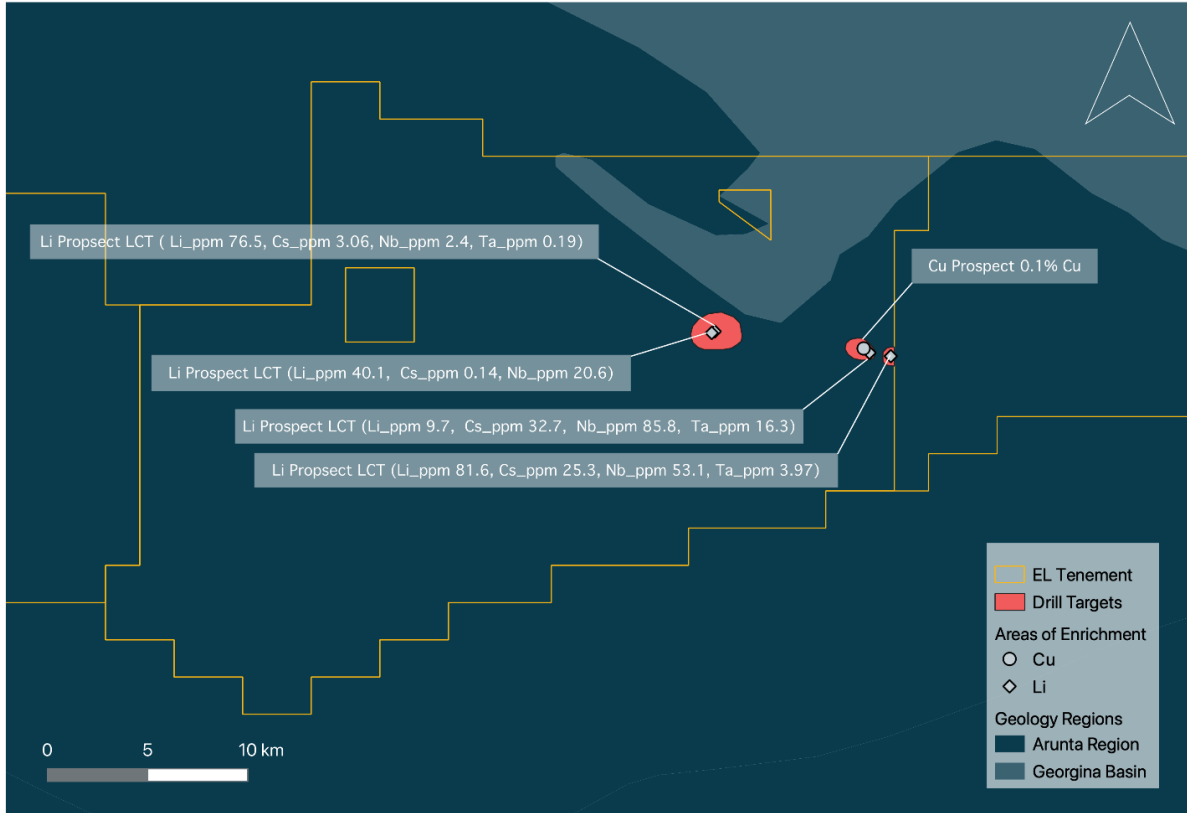 Li Propsect LCT ( Li_ppm 76.5, Cs_ppm 3.06, Nb_ppm 2.4, Ta_ppm 0.19)
Cu Prospect 0.1% Cu
Li Prospect LCT (Li_ppm 40.1, Cs_ppm 0.14, Nb_ppm 20.6)
Li Prospect LCT (Li_ppm 9.7, Cs_ppm 32.7, Nb_ppm 85.8, Ta_ppm 16.3)
Li Propsect LCT (Li_ppm 81.6, Cs_ppm 25.3, Nb_ppm 53.1, Ta_ppm 3.97)
EL Tenement
Drill Targets
Areas of Enrichment
Cu
Li
Geology Regions
Arunta Region
Georgina Basin
0 5 10 km